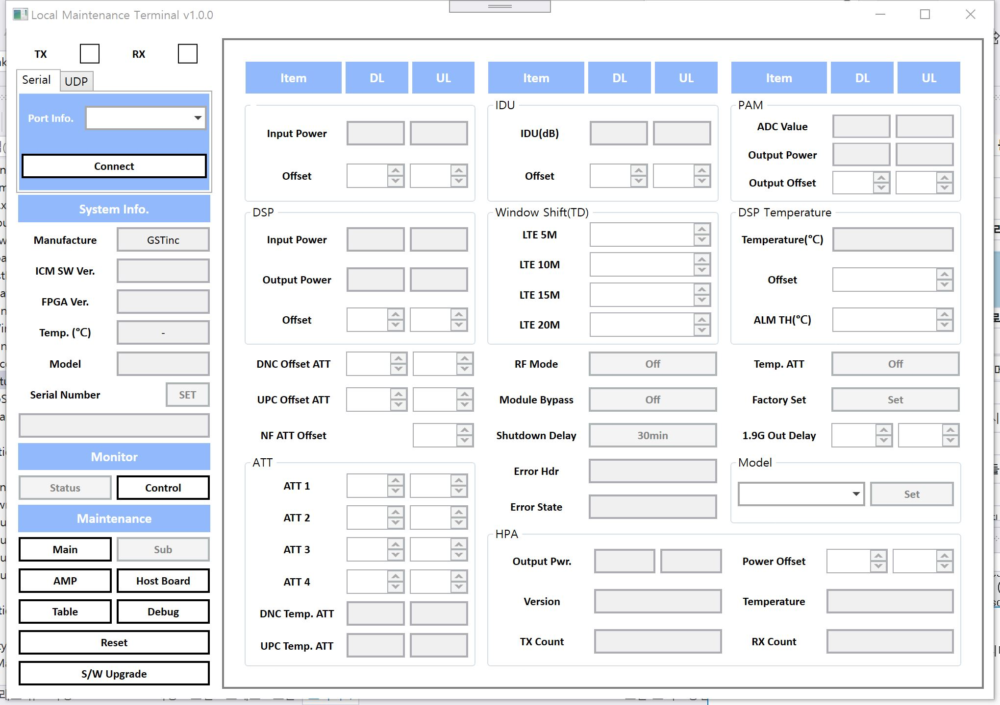 Local Maintenance Terminal v1.0.0
TX RX
Serial UDP
Port Info.
Connect
System Info.
Manufacture GSTinc
ICM SW Ver.
FPGA Ver.
Temp. (℃) -
Model
Serial Number SET
Monitor
Status Control
Maintenance
Main Sub
AMP Host Board
Table Debug
Reset
S/W Upgrade
Item DL UL
Input Power
Offset
DSP
Input Power
Output Power
Offset
DNC Offset ATT
UPC Offset ATT
NF ATT Offset
ATT
ATT 1
ATT 2
ATT 3
ATT 4
DNC Temp. ATT
UPC Temp. ATT
Item DL UL
IDU
IDU(dB)
Offset
Window Shift(TD)
LTE 5M
LTE 10M
LTE 15M
LTE 20M
RF Mode Off
Module Bypass Off
Shutdown Delay 30min
Error Hdr
Error State
Item DL UL
PAM
ADC Value
Output Power
Output Offset
DSP Temperature
Temperature(℃)
Offset
ALM TH(℃)
Temp. ATT Off
Factory Set Set
1.9G Out Delay
Model
Set
HPA
Output Pwr. Power Offset
Version Temperature
TX Count RX Count